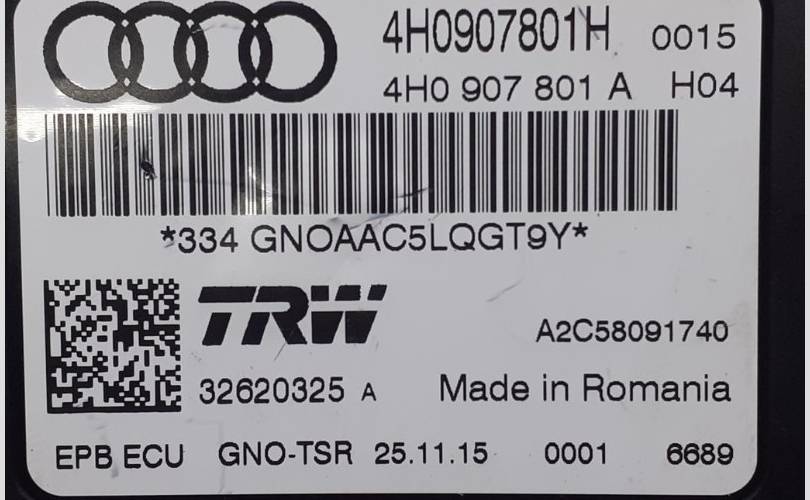 4H0907801H 0015
4H0 907 801 A H04
*334 GNOAAC5LQGT9Y*
TRW
A2C58091740
32620325 A Made in Romania
EPB ECU GNO-TSR 25.11.15 0001 6689